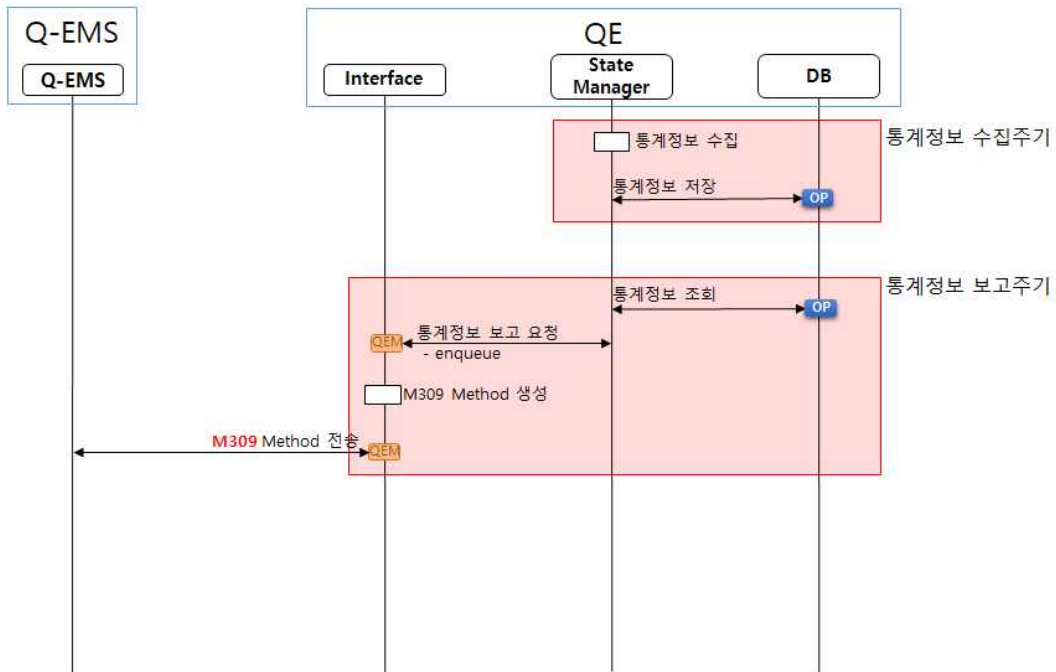 Q-EMS
QE
Q-EMS
Interface
State
Manager
DB
통계정보 수집
통계정보 수집주기
통계정보 저장
OP
통계정보 보고주기
통계정보 조회
OP
통계정보 보고 요청
QEM
- enqueue
M309 Method 생성
M309 Method 전송
QEM